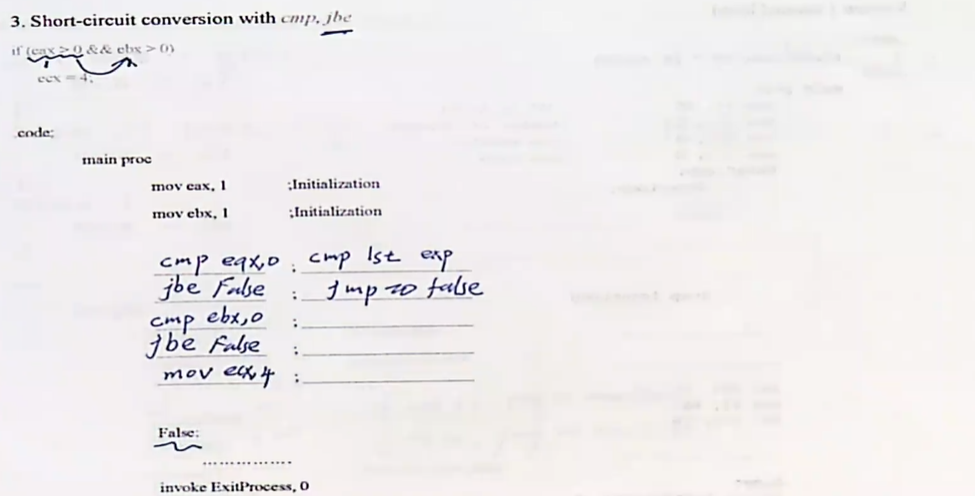 3. Short-circuit conversion with cmp, jbe
if (eax > 0 && ebx > 0)
ecx = 4;
.code;
main proc
mov eax, 1 ;Initialization
mov ebx, 1 ;Initialization
cmp eax,0 ; cmp 1st exp
jbe False ; jmp to false
cmp ebx,0 ;
jbe False ;
mov ecx,4 ;
False:
...............
invoke ExitProcess, 0